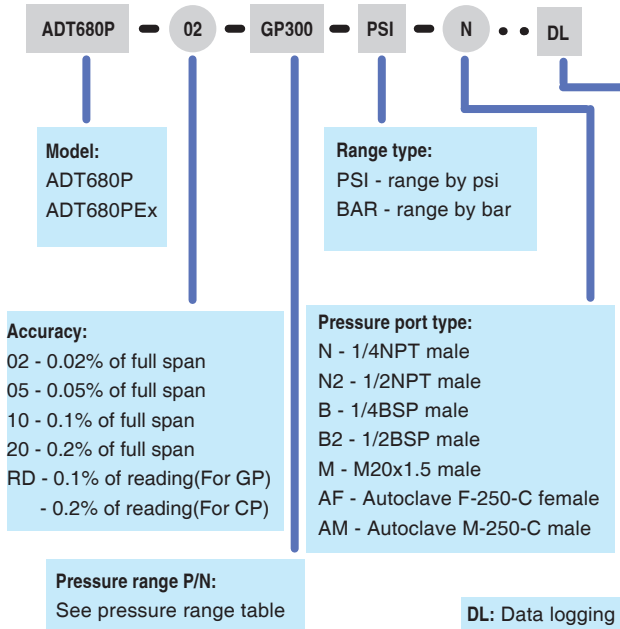 ADT680P - 02 - GP300 - PSI - N • • DL
Model:
ADT680P
ADT680PEx
Range type:
PSI - range by psi
BAR - range by bar
Accuracy:
02 - 0.02% of full span
05 - 0.05% of full span
10 - 0.1% of full span
20 - 0.2% of full span
RD - 0.1% of reading(For GP)
- 0.2% of reading(For CP)
Pressure port type:
N - 1/4NPT male
N2 - 1/2NPT male
B - 1/4BSP male
B2 - 1/2BSP male
M - M20x1.5 male
AF - Autoclave F-250-C female
AM - Autoclave M-250-C male
Pressure range P/N:
See pressure range table
DL: Data logging